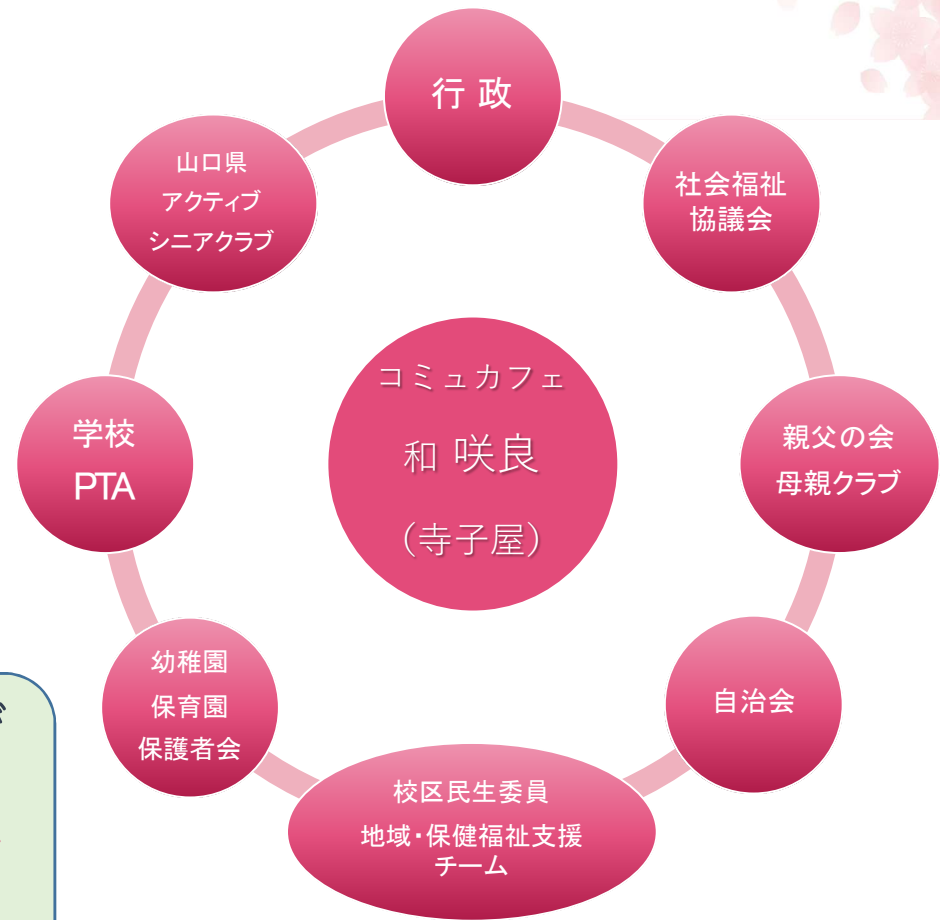 行 政
社会福祉
協議会
親父の会
母親クラブ
自治会
校区民生委員
地域・保健福祉支援
チーム
幼稚園
保育園
保護者会
学校
PTA
山口県
アクティブ
シニアクラブ
コミュカフェ
和 咲良
（寺子屋）